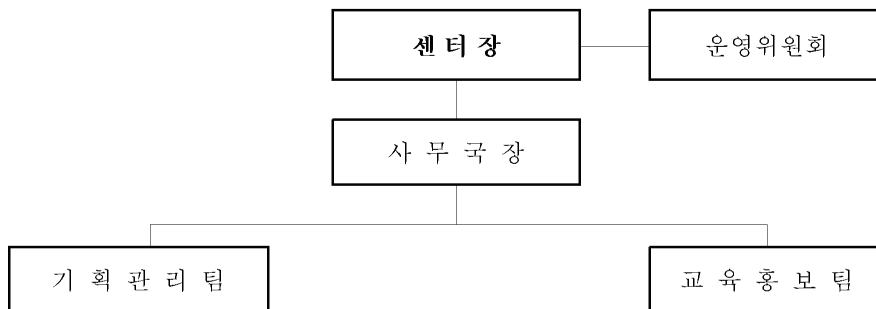 센 터 장
운영위원회
사 무 국 장
기 획 관 리 팀
교 육 홍 보 팀